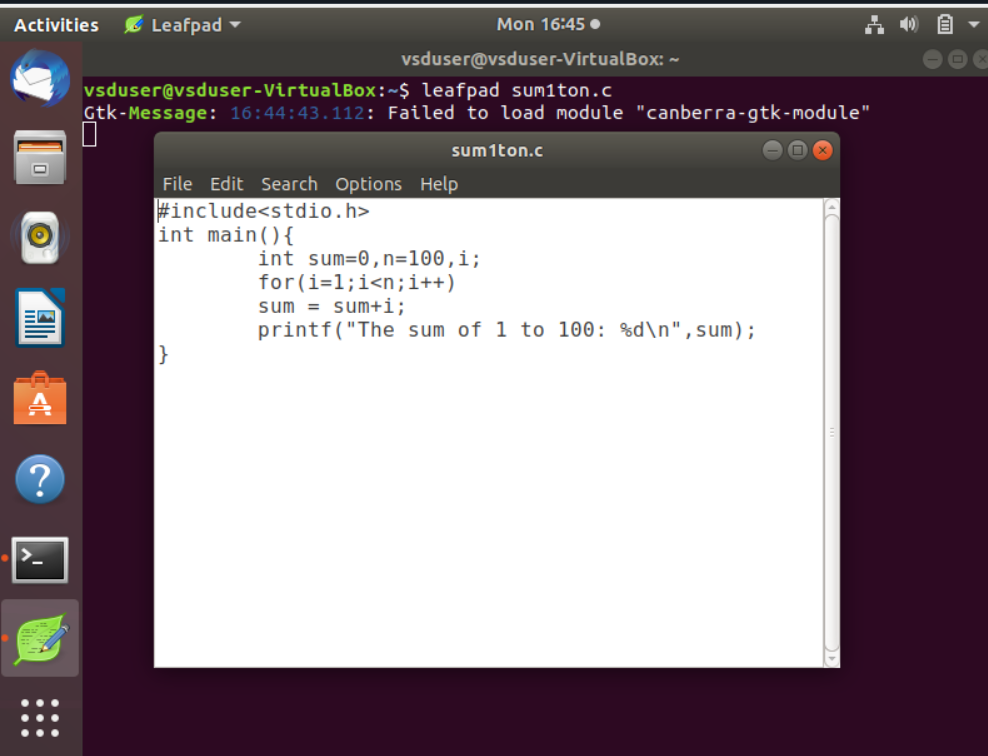 Activities Leafpad Mon 16:45
vsduser@vsduser-VirtualBox: ~
vsduser@vsduser-VirtualBox:~$ leafpad sum1ton.c
Gtk-Message: 16:44:43.112: Failed to load module "canberra-gtk-module"
sum1ton.c
File Edit Search Options Help
#include<stdio.h>
int main(){
        int sum=0,n=100,i;
        for(i=1;i<n;i++)
        sum = sum+i;
        printf("The sum of 1 to 100: %d\n",sum);
}